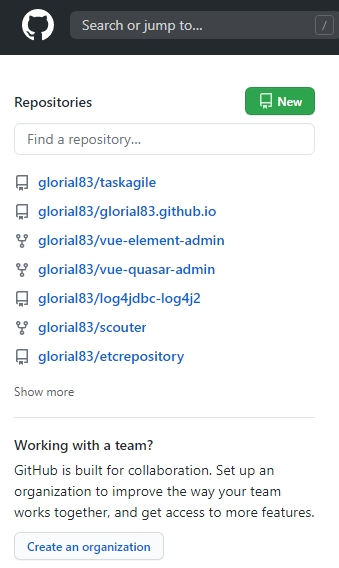 Search or jump to...
/
Repositories
New
Find a repository...
glorial83/taskagile
glorial83/glorial83.github.io
glorial83/vue-element-admin
glorial83/vue-quasar-admin
glorial83/log4jdbc-log4j2
glorial83/scouter
glorial83/etcrepository
Show more
Working with a team?
GitHub is built for collaboration. Set up an
organization to improve the way your team
works together, and get access to more features.
Create an organization